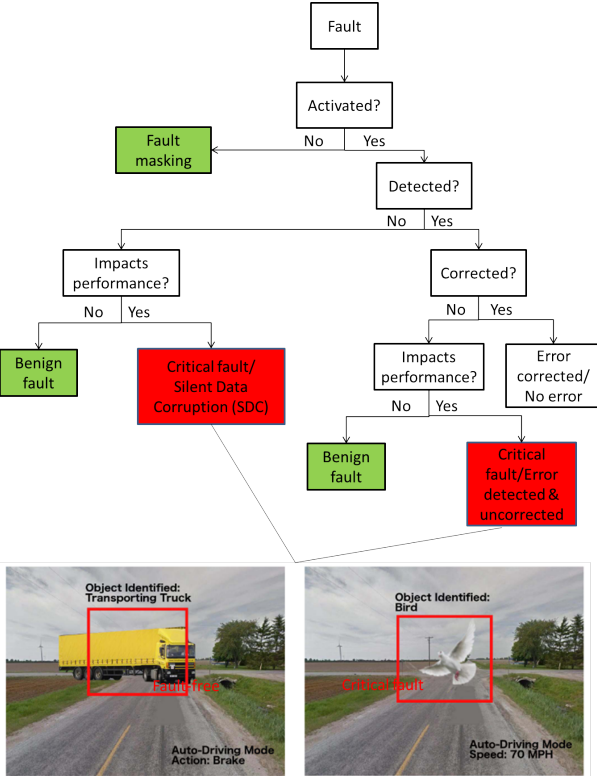 Fault
Activated?
No
Yes
Fault
masking
Detected?
No
Yes
Impacts
performance?
Corrected?
No
Yes
No
Yes
Benign
fault
Critical fault/
Silent Data
Corruption (SDC)
Impacts
performance?
Error
corrected/
No error
No
Yes
Benign
fault
Critical
fault/Error
detected &
uncorrected
Object Identified:
Transporting Truck
Fault-free
Auto-Driving Mode
Action: Brake
Object Identified:
Bird
Critical fault
Auto-Driving Mode
Speed: 70 MPH